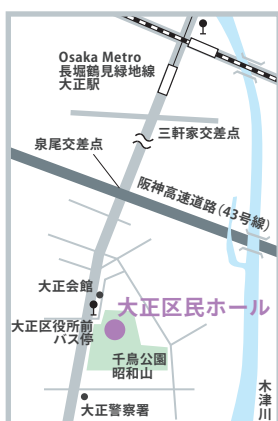 Osaka Metro
長堀鶴見緑地線
大正駅
三軒家交差点
泉尾交差点
阪神高速道路（43号線）
大正会館
大正区民ホール
大正区役所前
バス停
千鳥公園
昭和山
木津川
大正警察署